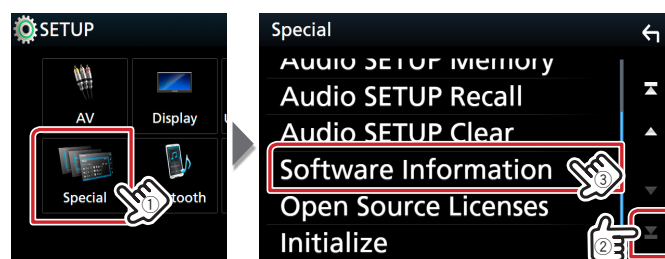 SETUP
AV
Display
Special
tooth
①
Special
Audio SETUP Memory
Audio SETUP Recall
Audio SETUP Clear
Software Information
③
Open Source Licenses
Initialize
②